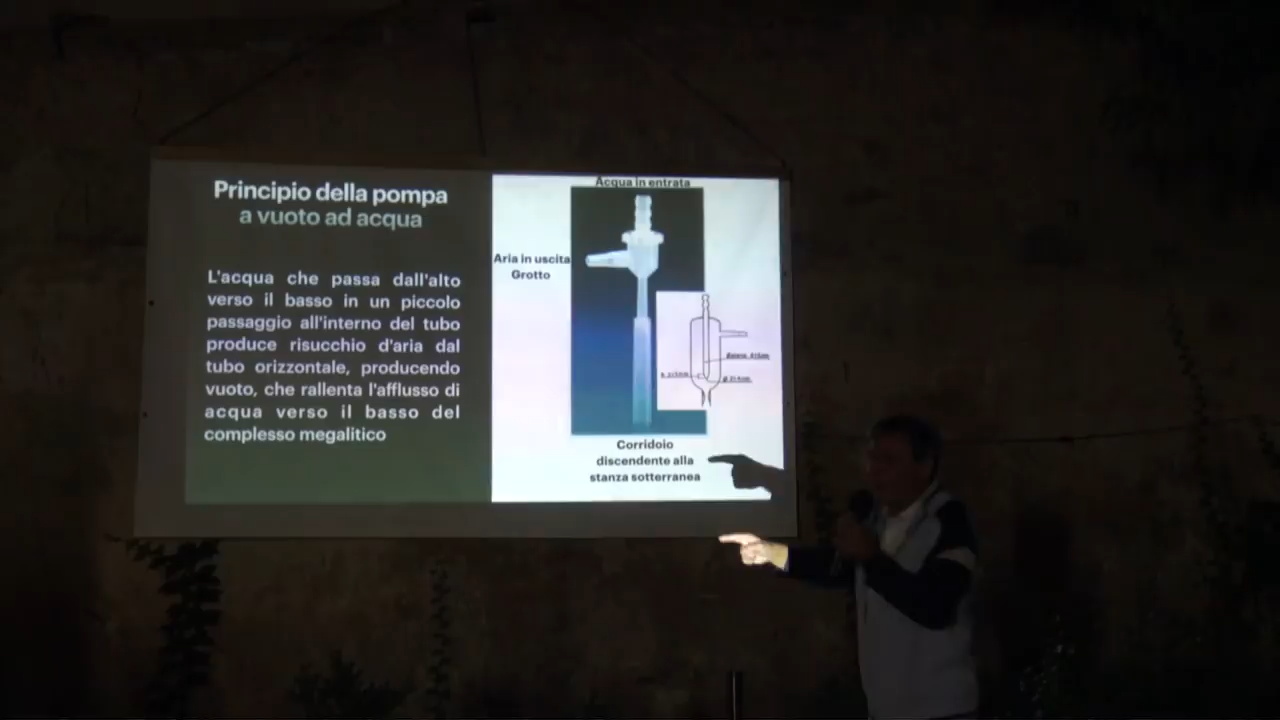 Principio della pompa
a vuoto ad acqua
L'acqua che passa dall'alto
verso il basso in un piccolo
passaggio all'interno del tubo
produce risucchio d'aria dal
tubo orizzontale, producendo
vuoto, che rallenta l'afflusso di
acqua verso il basso del
complesso megalitico
Acqua in entrata
Aria in uscita
Grotto
Corridoio
discendente alla
stanza sotterranea